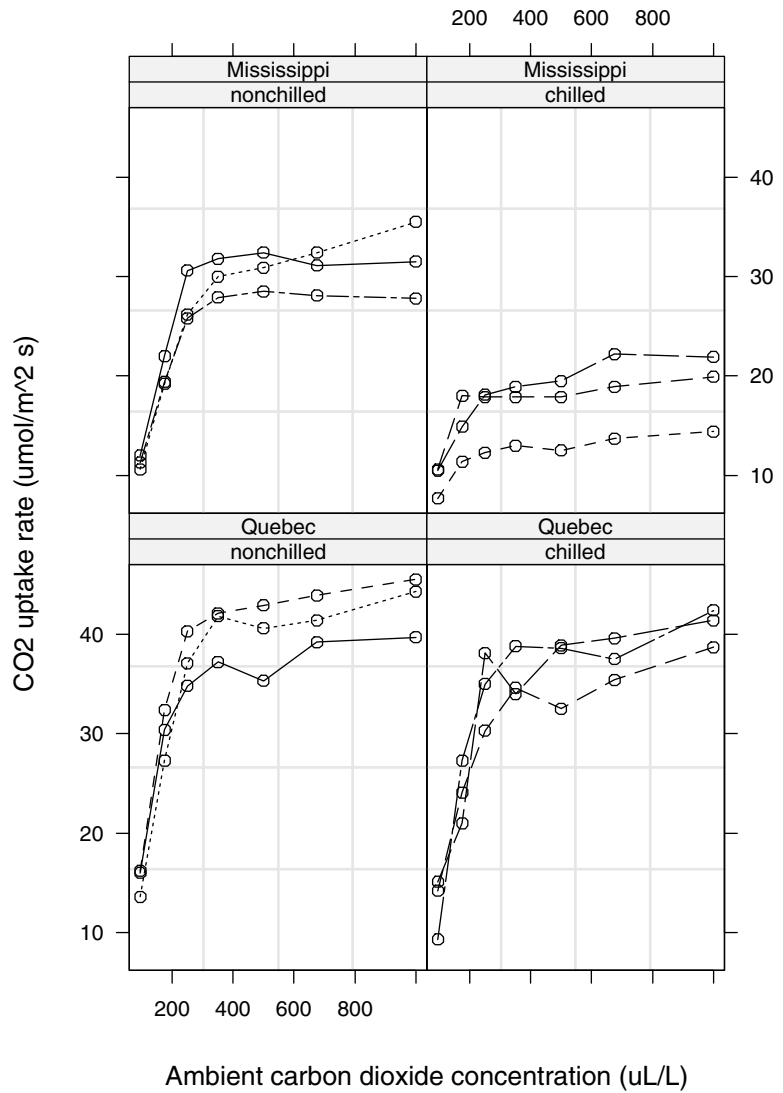 200 400 600 800
Mississippi
nonchilled
Mississippi
chilled
40
30
20
10
Quebec
nonchilled
Quebec
chilled
40
30
20
10
200 400 600 800
CO2 uptake rate (umol/m^2 s)
Ambient carbon dioxide concentration (uL/L)